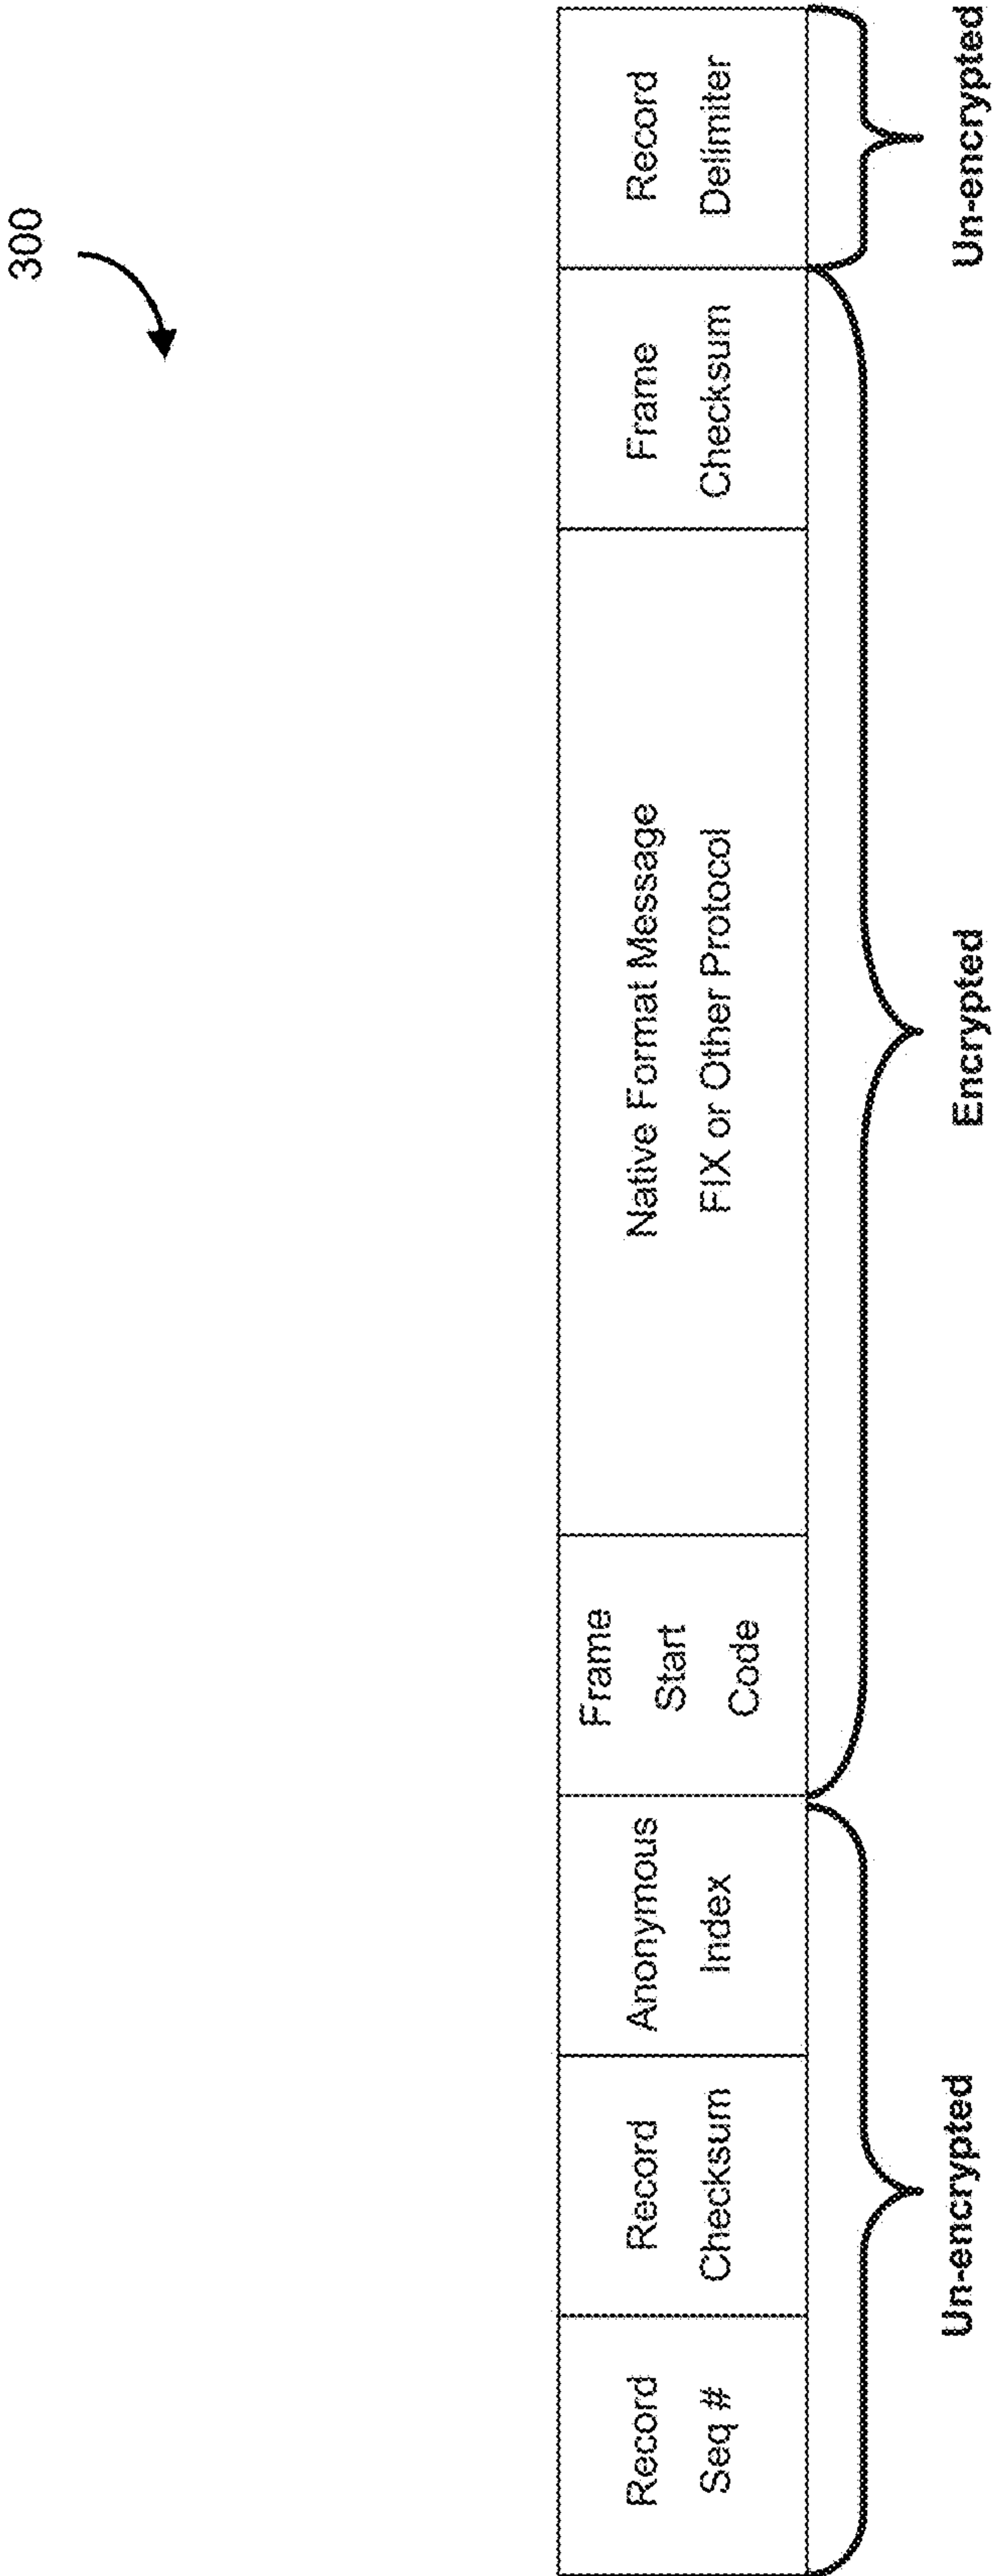 300
Record
Seq #
Record
Checksum
Anonymous
Index
Frame
Start
Code
Native Format Message
FIX or Other Protocol
Frame
Checksum
Record
Delimiter
Un-encrypted
Encrypted
Un-encrypted